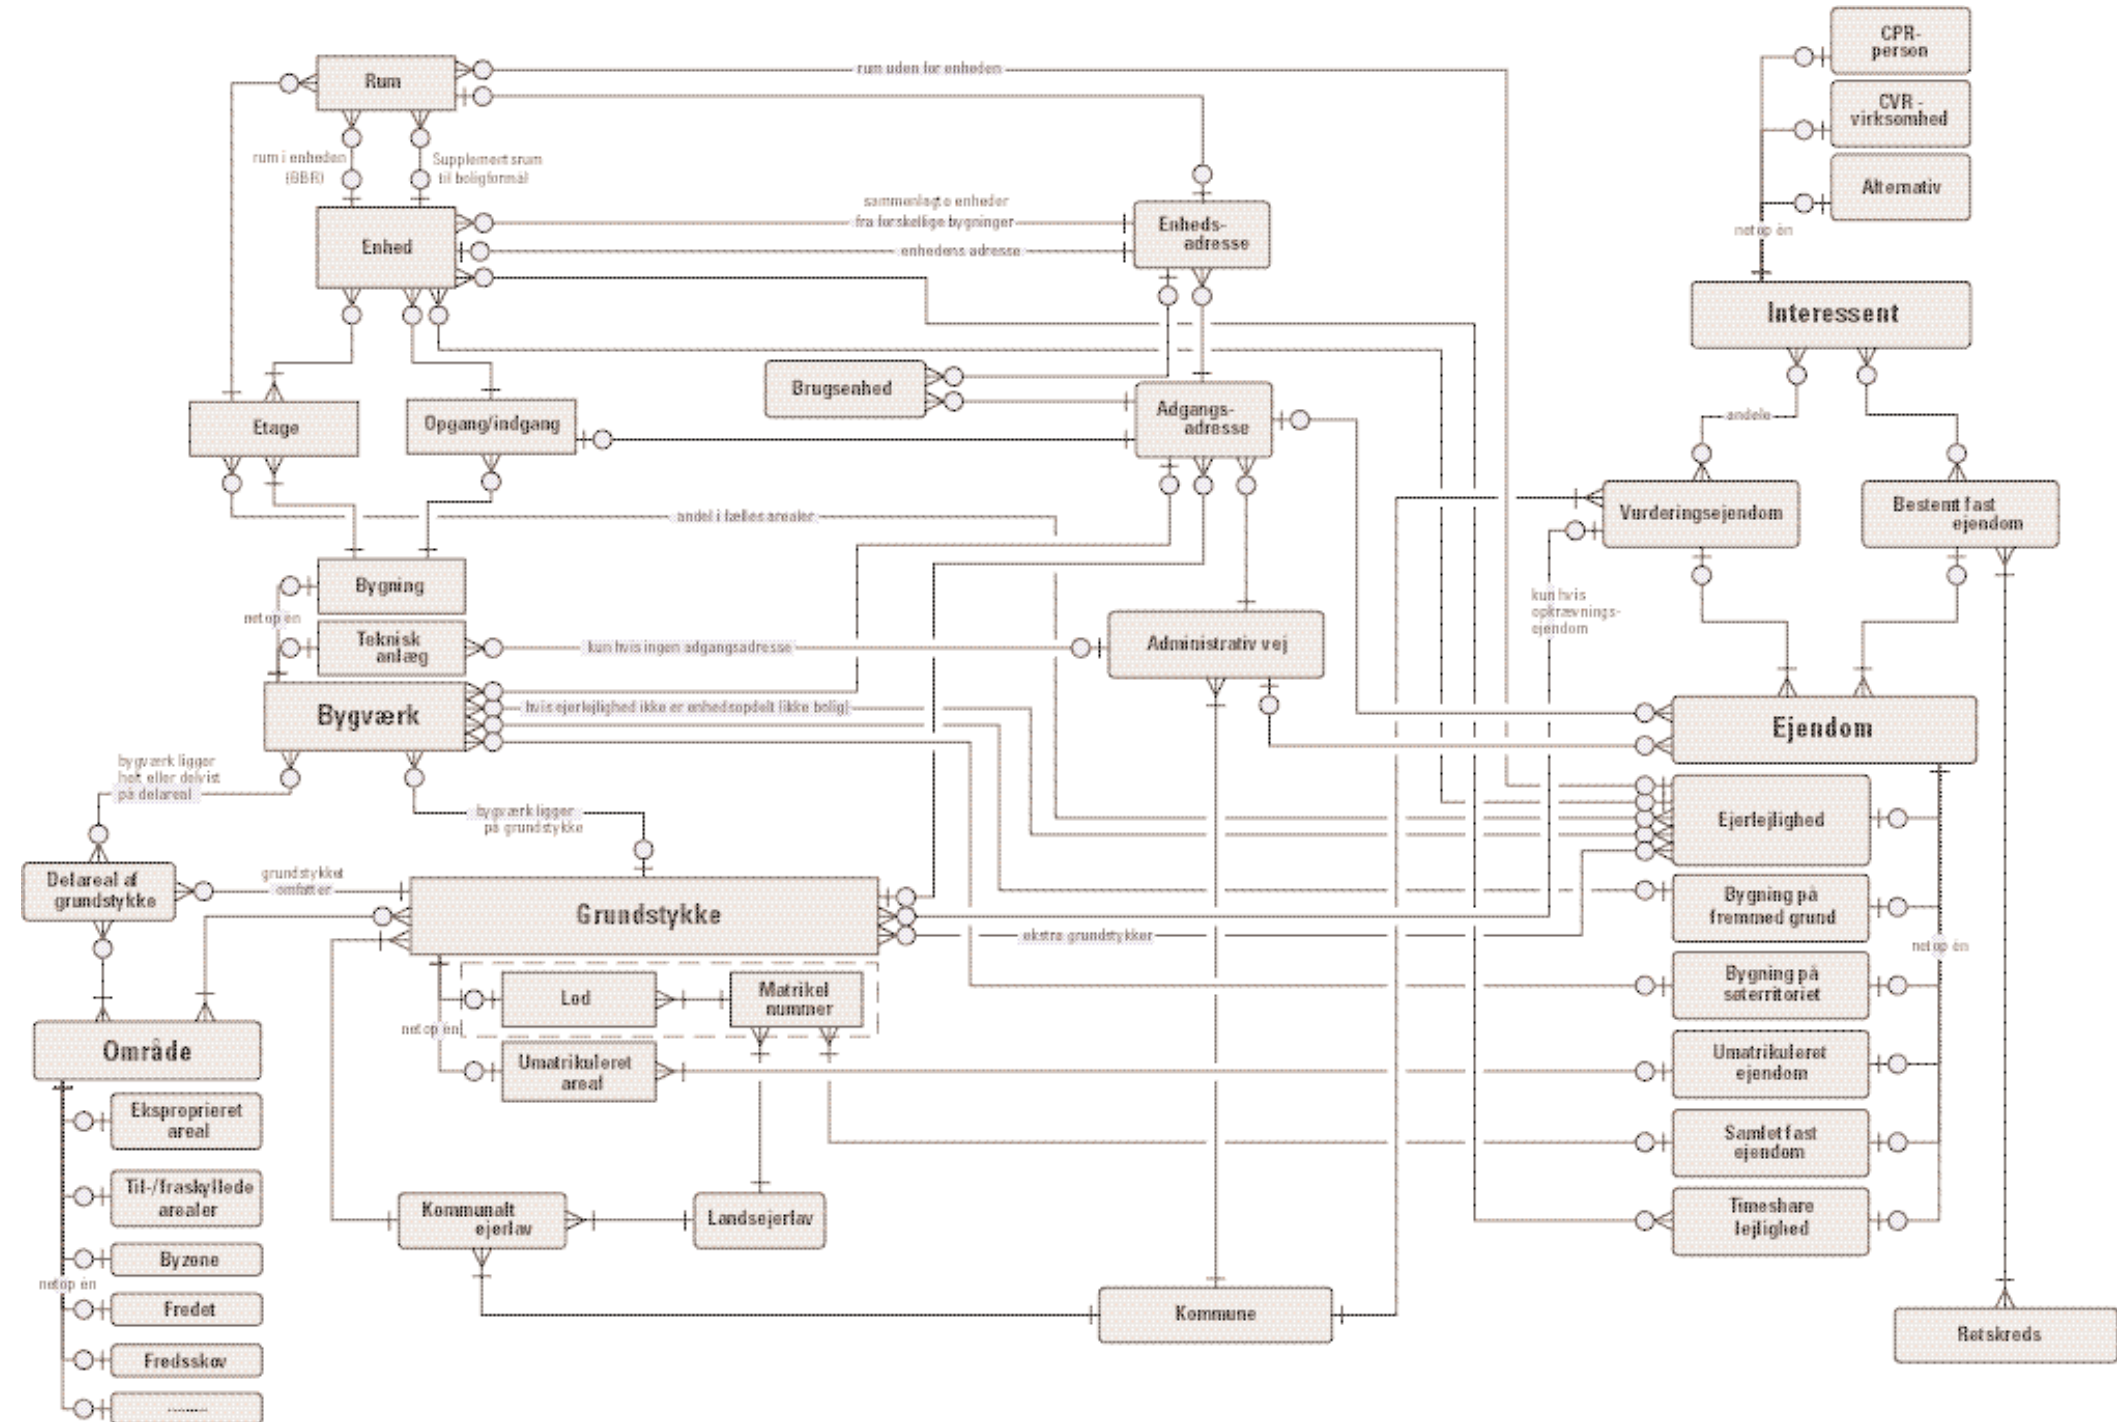 CPR-
person
CVR -
virksomhed
Alternativ
netop én
Interessent
andele
Rum
rum uden for enheden
rum i enheden
(BBR)
Supplementsrum
til boligformål
Enhed
sammenlagte enheder
fra forskellige bygninger
enhedens adresse
Enheds-
adresse
Brugsenhed
Adgangs-
adresse
Etage
Opgang/indgang
andel i fælles arealer
Vurderingsejendom
Bestemt fast
ejendom
kun hvis
opkrævnings-
ejendom
Bygning
netop én
Teknisk
anlæg
kun hvis ingen adgangsadresse
Administrativ vej
Bygværk
hvis ejerlejlighed ikke er enhedsopdelt (ikke bolig)
Ejendom
bygværk ligger
helt eller delvist
på delareal
bygværk ligger
på grundstykke
Ejerlejlighed
Delareal af
grundstykke
grundstykket
omfatter
Grundstykke
ekstra grundstykker
Bygning på
fremmed grund
netop én
Lod
Matrikel
nummer
netop én
Umatrikuleret
areal
Bygning på
søterritoriet
Umatrikuleret
ejendom
Samlet fast
ejendom
Timeshare
lejlighed
Område
Eksproprieret
areal
Til-/fraskyllede
arealer
Byzone
netop én
Fredet
Fredsskov
........
Kommunalt
ejerlav
Landsejerlav
Kommune
Retskreds